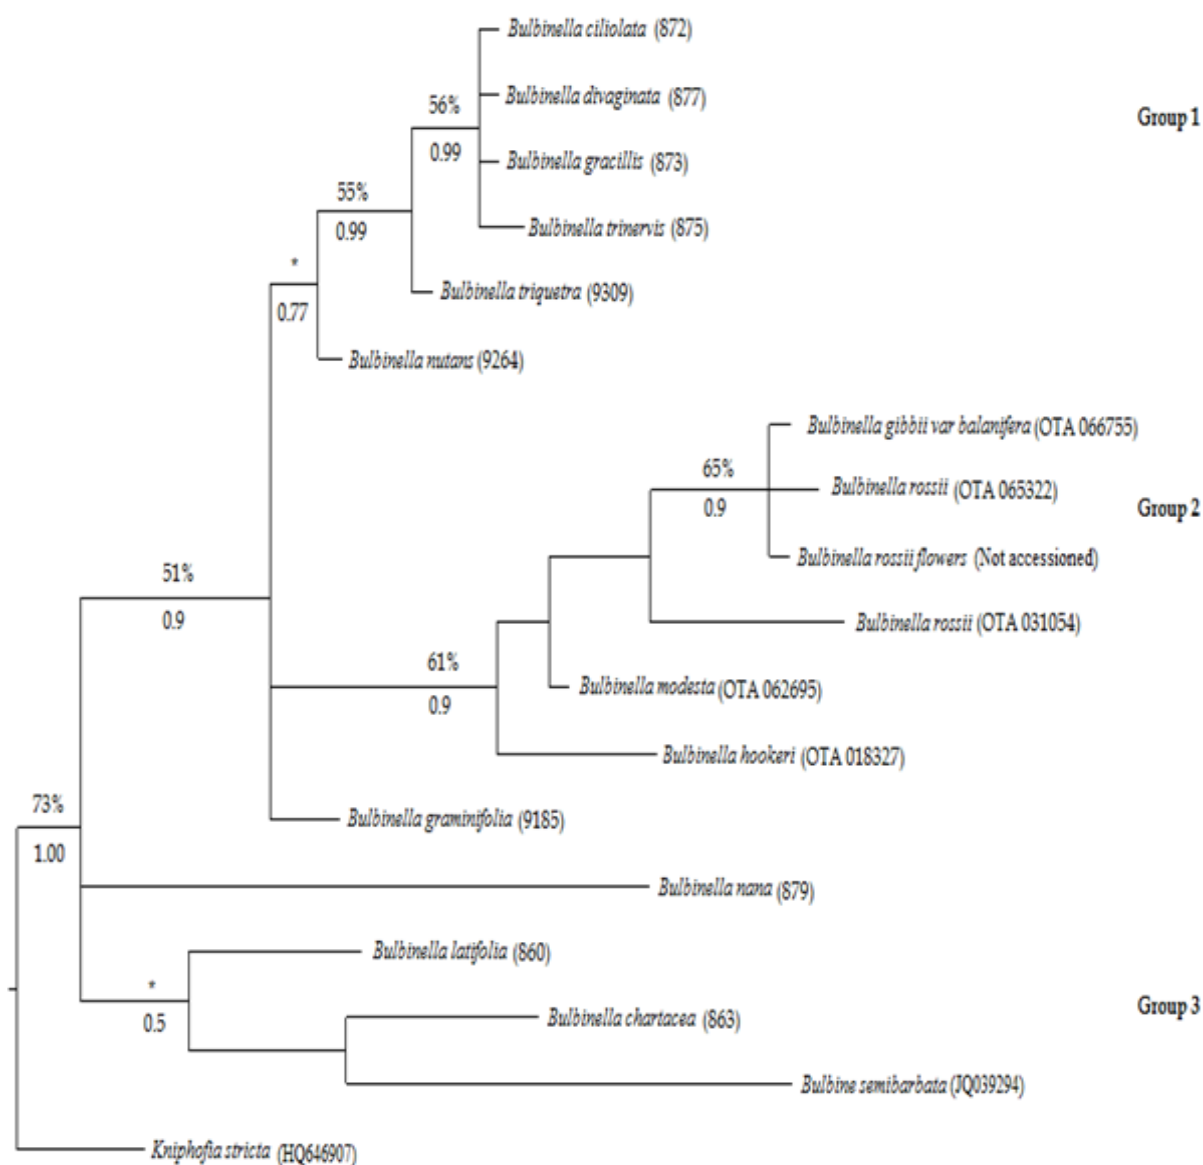 Bulbinella ciliolata (872)
Bulbinella divaginata (877)
56%
Group 1
0.99
Bulbinella gracillis (873)
55%
0.99
Bulbinella trinervis (875)
*
Bulbinella triquetra (9309)
0.77
Bulbinella nutans (9264)
Bulbinella gibbii var balanifera (OTA 066755)
65%
Bulbinella rossii (OTA 065322)
0.9
Group 2
Bulbinella rossii flowers (Not accessioned)
51%
0.9
Bulbinella rossii (OTA 031054)
61%
Bulbinella modesta (OTA 062695)
0.9
Bulbinella hookeri (OTA 018327)
73%
Bulbinella graminifolia (9185)
1.00
Bulbinella nana (879)
Bulbinella latifolia (860)
*
0.5
Group 3
Bulbinella chartacea (863)
Bulbine semibarbata (JQ039294)
Kniphofia stricta (HQ646907)